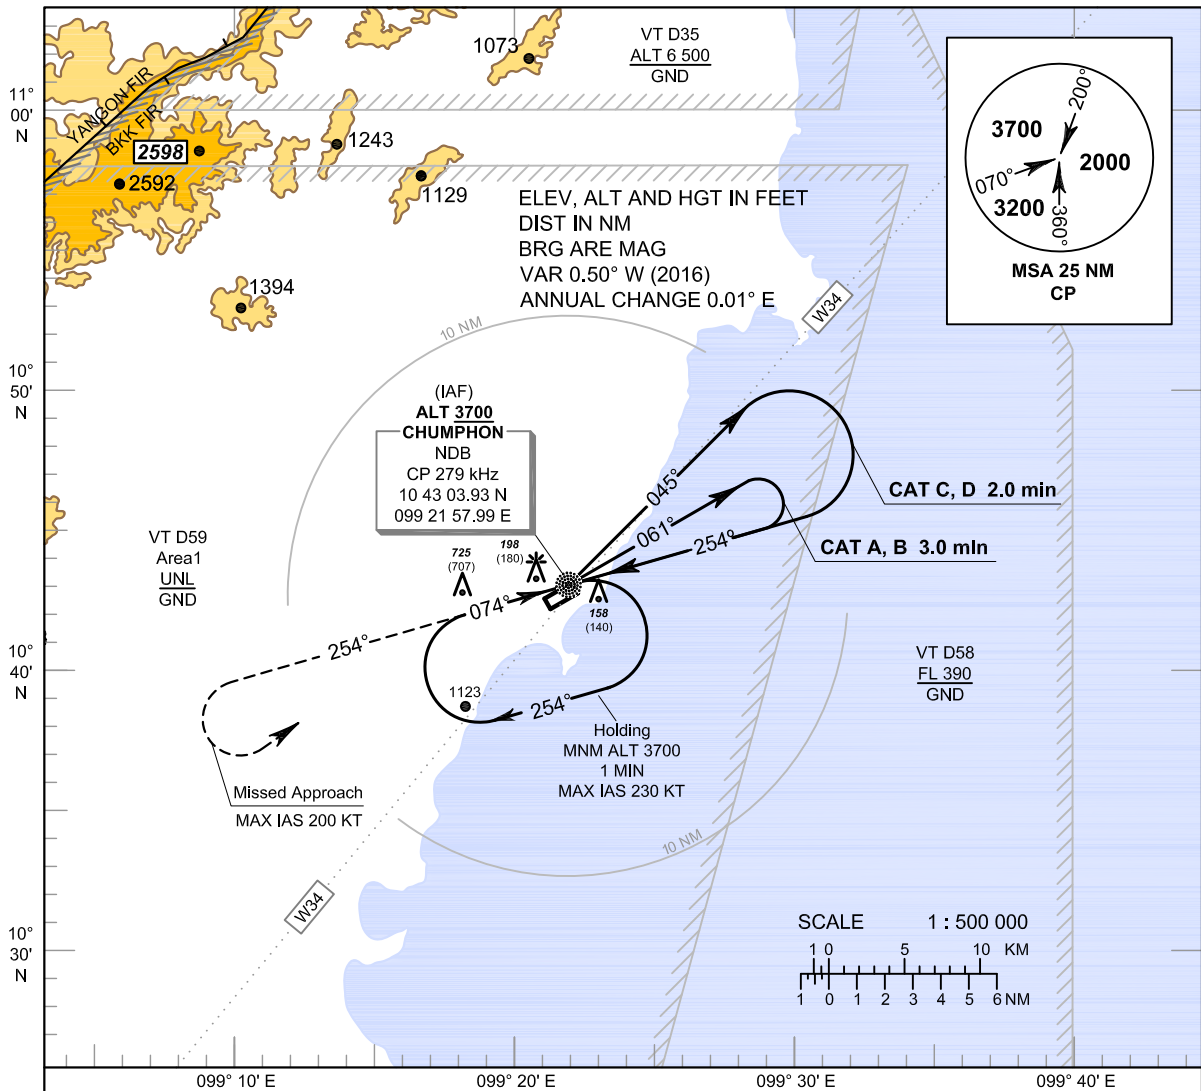 1073
VT D35
ALT 6 500
GND
11°
00'
N
YANGON FIR
BKK FIR
2598
2592
1243
1129
1394
ELEV, ALT AND HGT IN FEET
DIST IN NM
BRG ARE MAG
VAR 0.50° W (2016)
ANNUAL CHANGE 0.01° E
200°
3700
2000
070°
3200
360°
MSA 25 NM
CP
W34
10 NM
10°
50'
N
(IAF)
ALT 3700
CHUMPHON
NDB
CP 279 kHz
10 43 03.93 N
099 21 57.99 E
045°
061°
254°
CAT C, D 2.0 min
CAT A, B 3.0 mln
VT D59
Area1
UNL
GND
725
(707)
198
(180)
158
(140)
074°
254°
10°
40'
N
VT D58
FL 390
GND
1123
254°
Holding
MNM ALT 3700
1 MIN
MAX IAS 230 KT
Missed Approach
MAX IAS 200 KT
10 NM
W34
10°
30'
N
SCALE 1 : 500 000
1 0 5 10 KM
1 0 1 2 3 4 5 6 NM
099° 10' E
099° 20' E
099° 30' E
099° 40' E